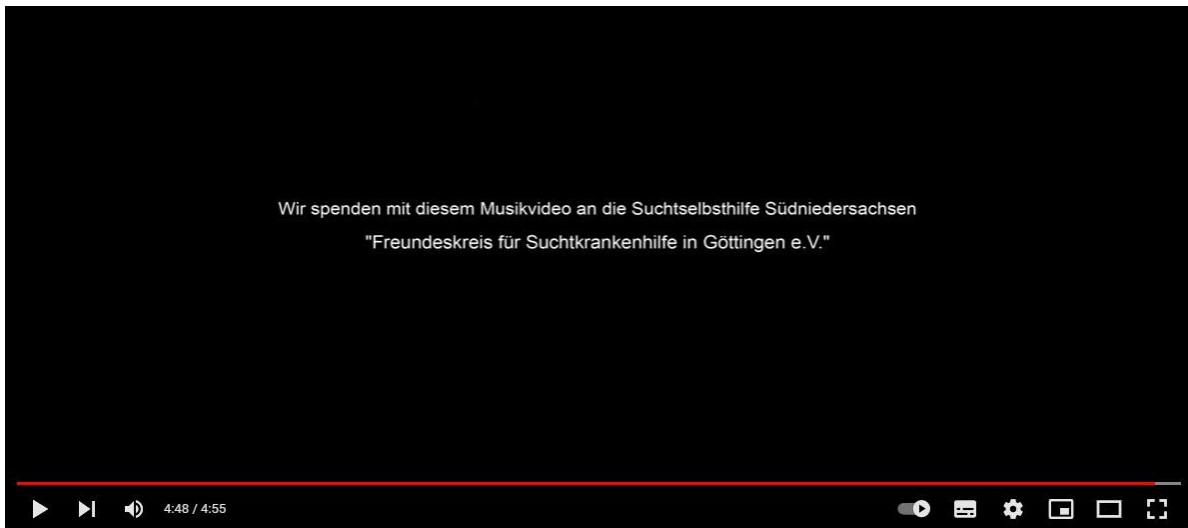 Wir spenden mit diesem Musikvideo an die Suchtselbsthilfe Südniedersachsen
"Freundeskreis für Suchtkrankenhilfe in Göttingen e.V."
4:48 / 4:55